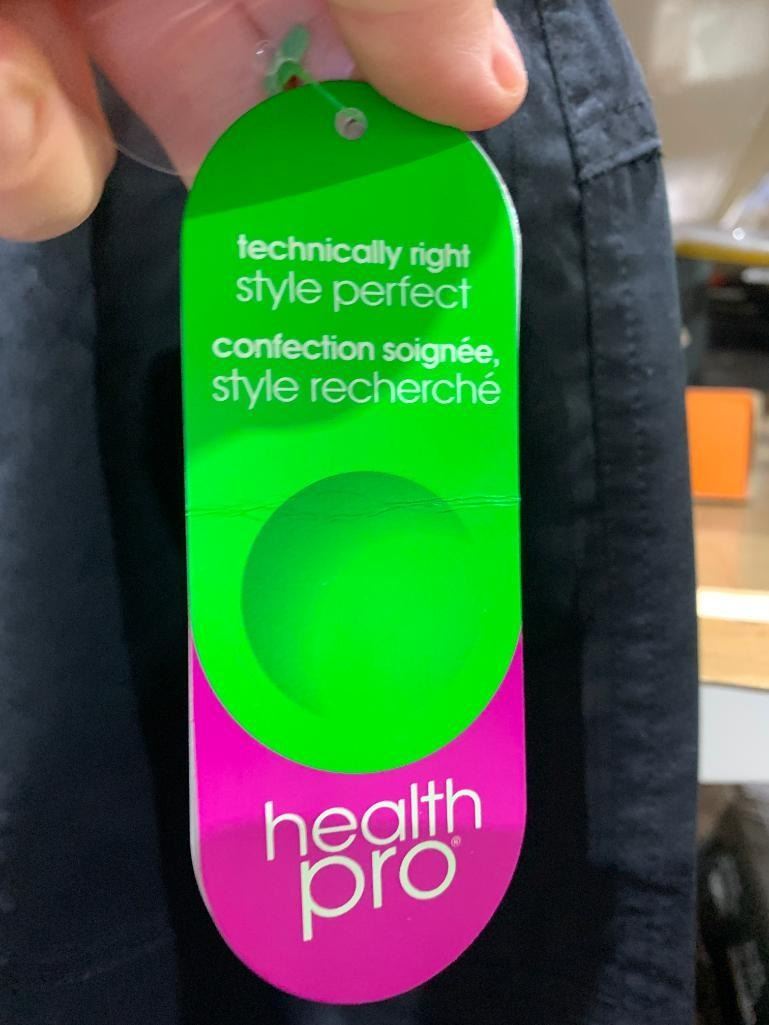 technically right
style perfect
confection soignée,
style recherché
health
pro®